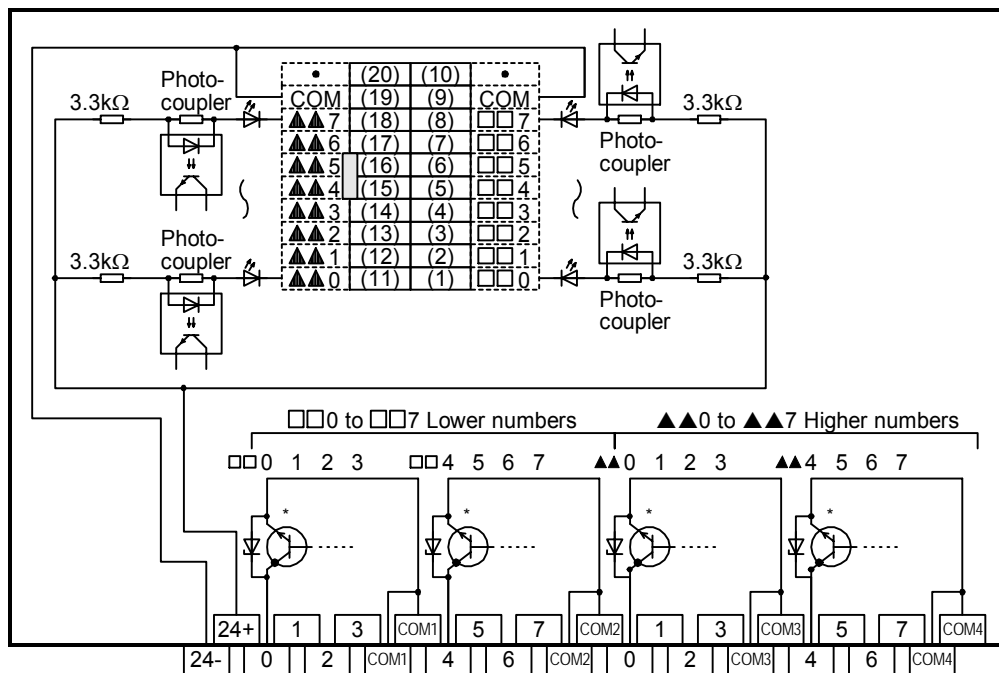 Photo-
coupler
3.3kΩ
• (20) (10) •
COM (19) (9) COM
▲▲7 (18) (8) □□7
▲▲6 (17) (7) □□6
▲▲5 (16) (6) □□5
▲▲4 (15) (5) □□4
▲▲3 (14) (4) □□3
▲▲2 (13) (3) □□2
▲▲1 (12) (2) □□1
▲▲0 (11) (1) □□0
3.3kΩ
Photo-
coupler
Photo-
coupler
3.3kΩ
3.3kΩ
Photo-
coupler
□□0 to □□7 Lower numbers ▲▲0 to ▲▲7 Higher numbers
□□0 1 2 3 □□4 5 6 7 ▲▲0 1 2 3 ▲▲4 5 6 7
* * * *
24+ 1 3 COM1 5 7 COM2 1 3 COM3 5 7 COM4
24- 0 2 COM1 4 6 COM2 0 2 COM3 4 6 COM4